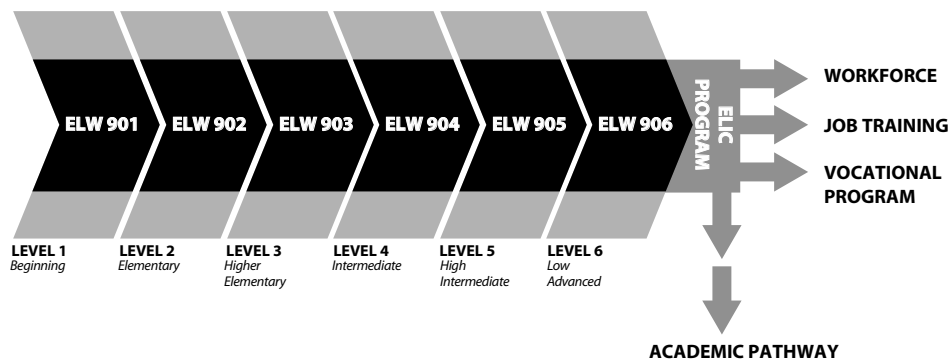 ELW 901
ELW 902
ELW 903
ELW 904
ELW 905
ELW 906
ELIC
PROGRAM
WORKFORCE
JOB TRAINING
VOCATIONAL
PROGRAM
LEVEL 1
Beginning
LEVEL 2
Elementary
LEVEL 3
Higher
Elementary
LEVEL 4
Intermediate
LEVEL 5
High
Intermediate
LEVEL 6
Low
Advanced
ACADEMIC PATHWAY